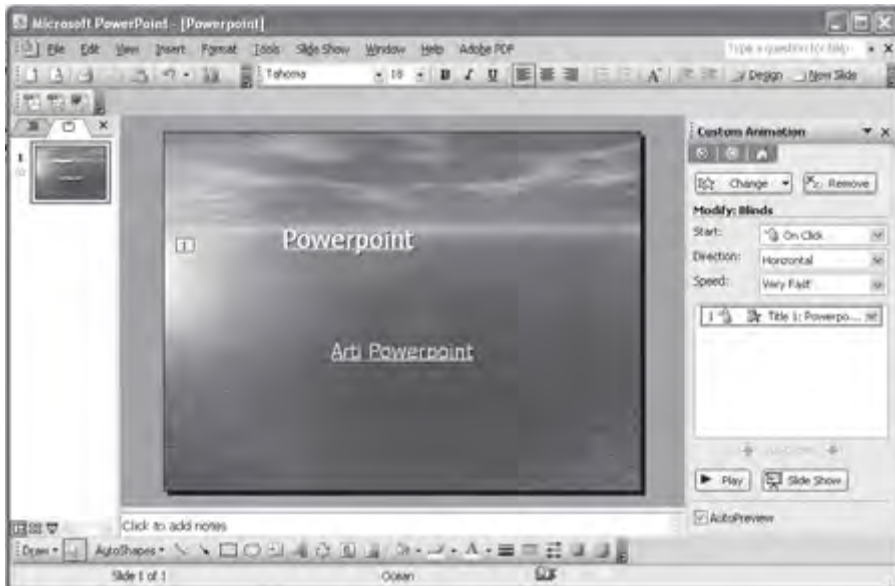 Microsoft PowerPoint - [Powerpoint]
File Edit View Insert Format Tools Slide Show Window Help Adobe PDF
Type a question for help
Tahoma 18 B I U A Design New Slide
Custom Animation
1
Change Remove
Modify: Blinds
Start: On Click
Direction: Horizontal
Speed: Very Fast
1 Title 1: Powerpo...
1
Powerpoint
Arti Powerpoint
Play Slide Show
AutoPreview
Click to add notes
Draw AutoShapes A
Slide 1 of 1 Ocean